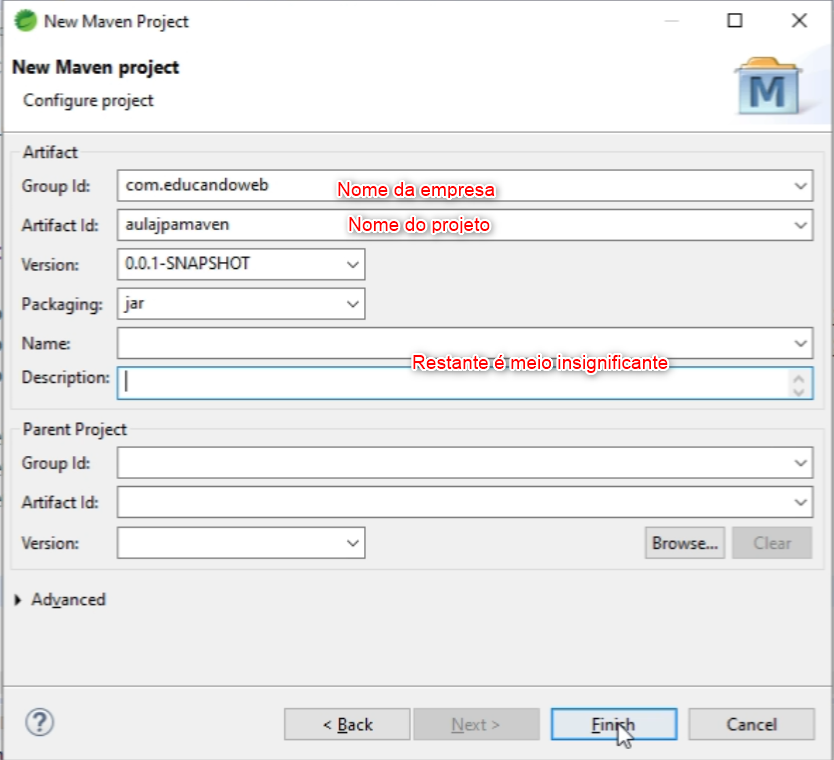 New Maven Project
New Maven project
Configure project
M
Artifact
Group Id: com.educandoweb Nome da empresa
Artifact Id: aulajpamaven Nome do projeto
Version: 0.0.1-SNAPSHOT
Packaging: jar
Name:
Restante é meio insignificante
Description:
Parent Project
Group Id:
Artifact Id:
Version: Browse... Clear
Advanced
? < Back Next > Finish Cancel